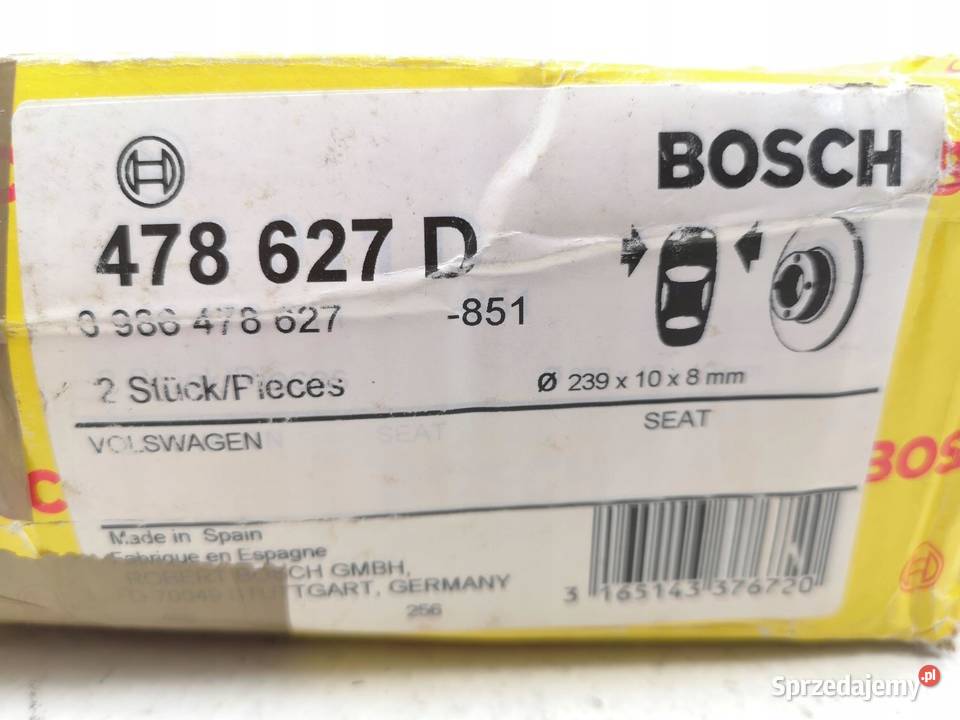 BOSCH
478 627 D
0 986 478 627 -851
2 Stück/Pieces Ø 239 x 10 x 8 mm
VOLSWAGEN SEAT SEAT
Made in Spain
Fabrique en Espagne
ROBERT BOSCH GMBH,
STUTTGART, GERMANY
256
3 165143 376720
BOS
Sprzedajemy.pl